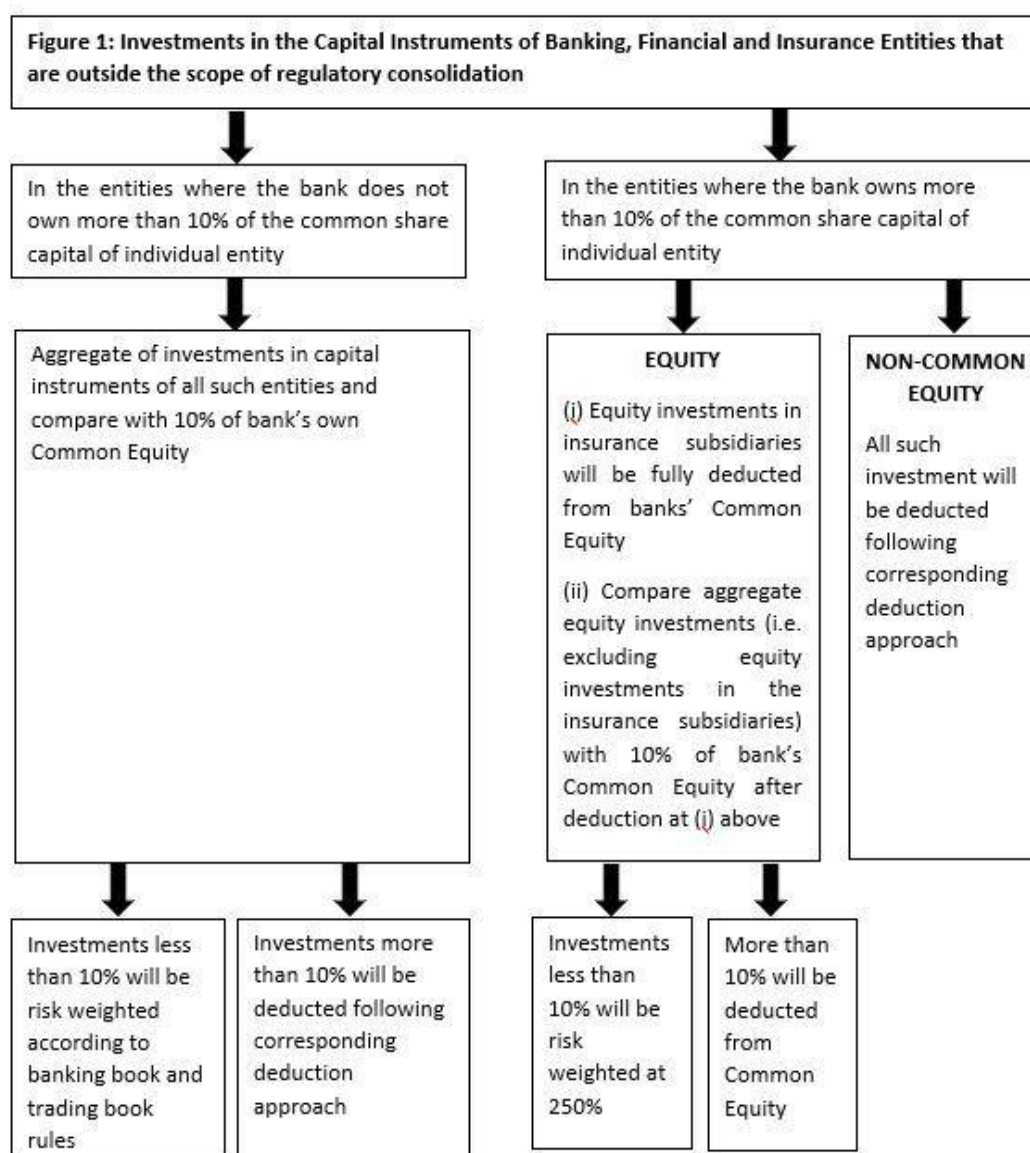 Figure 1: Investments in the Capital Instruments of Banking, Financial and Insurance Entities that
are outside the scope of regulatory consolidation
In the entities where the bank does not
own more than 10% of the common share
capital of individual entity
In the entities where the bank owns more
than 10% of the common share capital of
individual entity
Aggregate of investments in capital
instruments of all such entities and
compare with 10% of bank's own
Common Equity
EQUITY
(i) Equity investments in
insurance subsidiaries
will be fully deducted
from banks' Common
Equity
(ii) Compare aggregate
equity investments (i.e.
excluding equity
investments in the
insurance subsidiaries)
with 10% of bank's
Common Equity after
deduction at (i) above
NON-COMMON
EQUITY
All such
investment will
be deducted
following
corresponding
deduction
approach
Investments less
than 10% will be
risk weighted
according to
banking book and
trading book
rules
Investments more
than 10% will be
deducted following
corresponding
deduction
approach
Investments
less than
10% will be
risk
weighted at
250%
More than
10% will be
deducted
from
Common
Equity